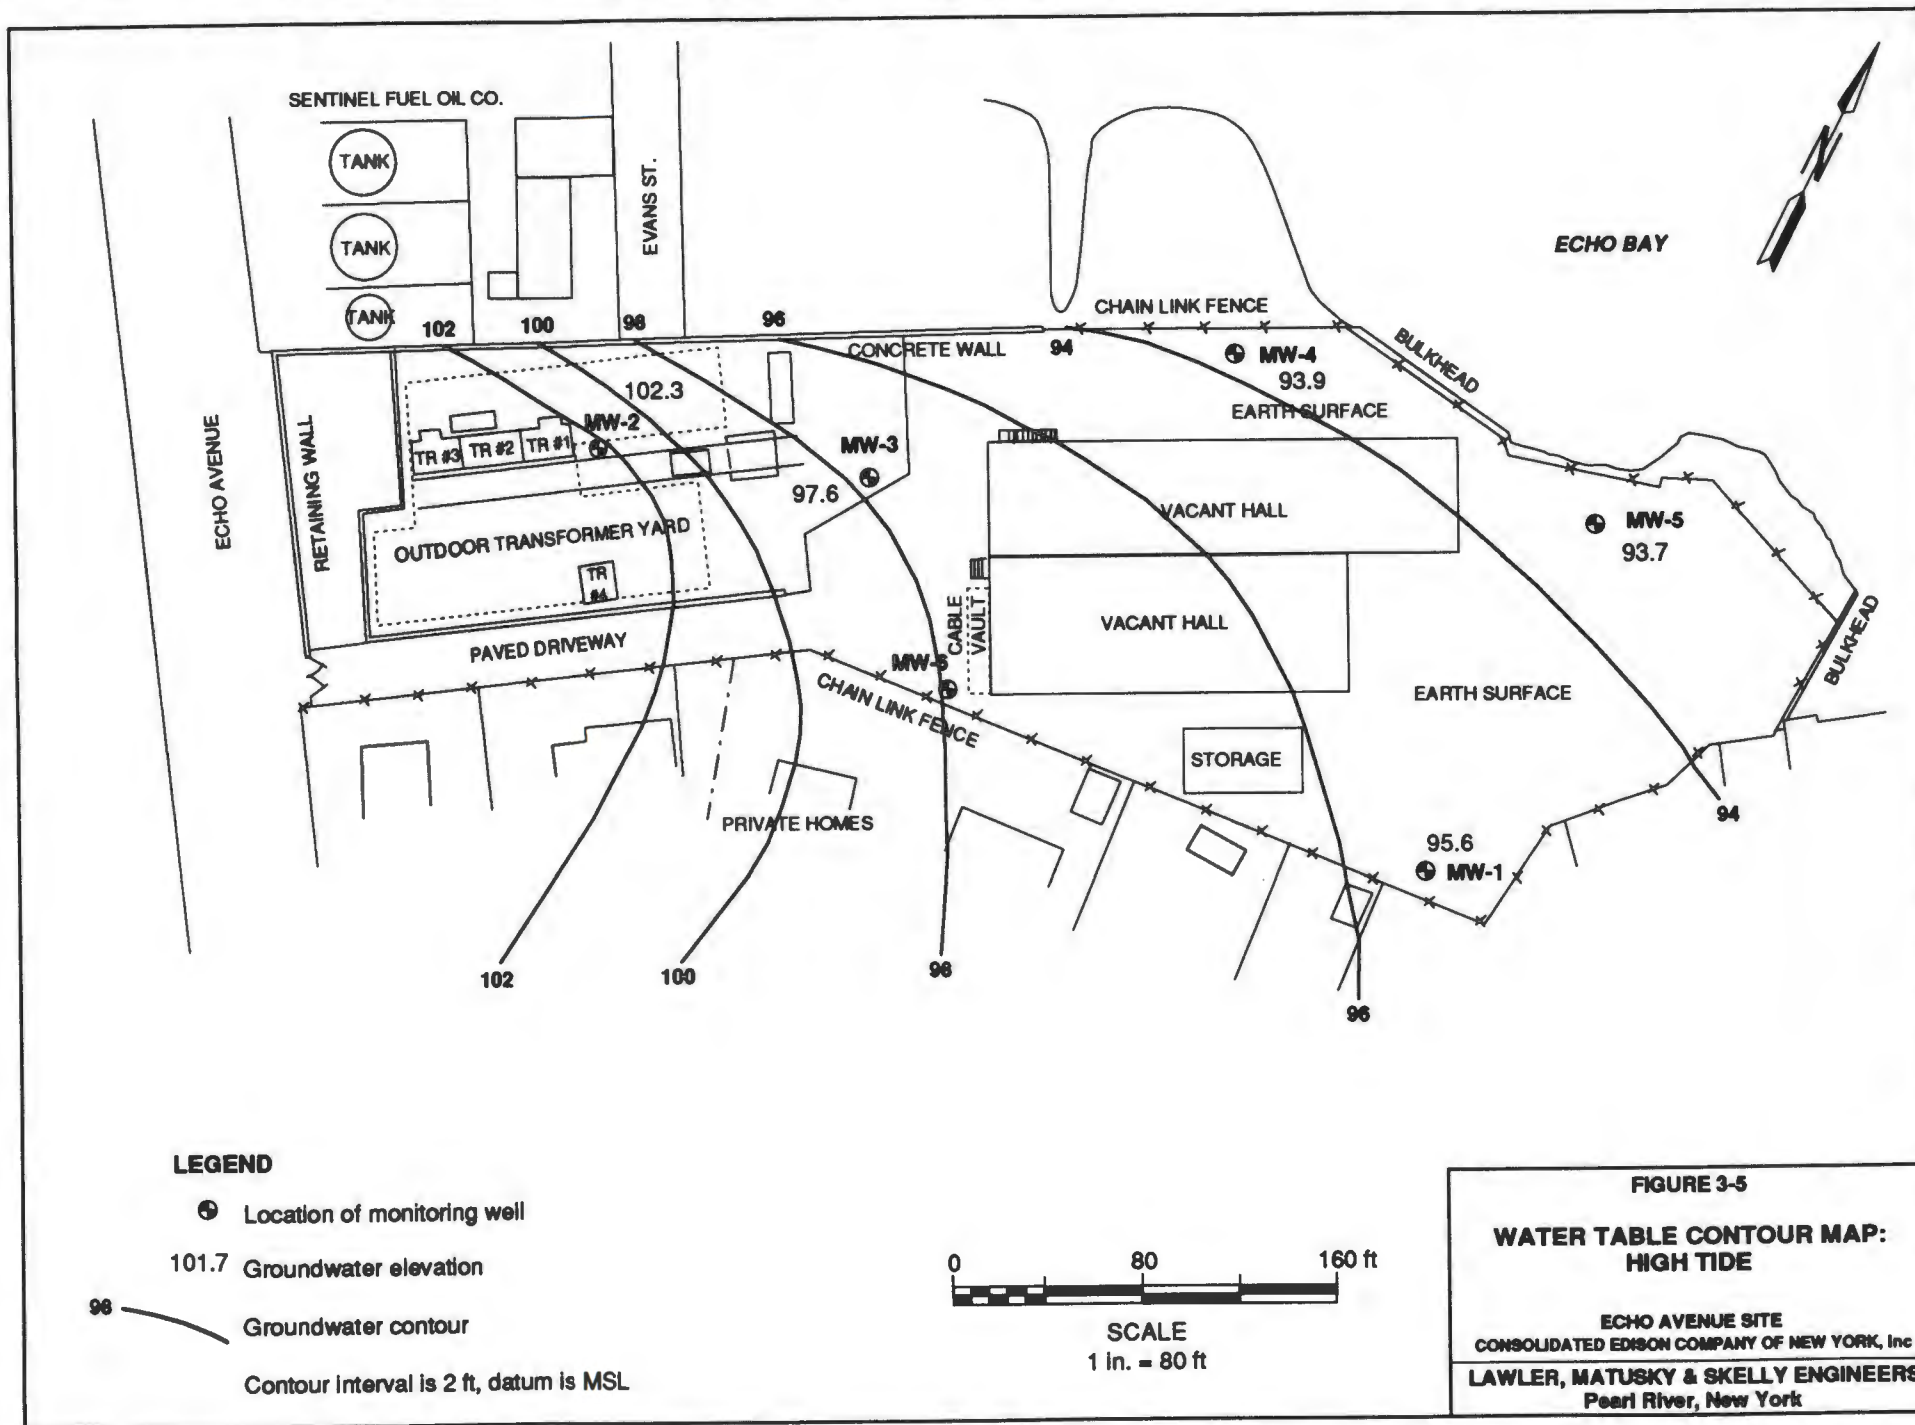 SENTINEL FUEL OIL CO.
TANK
TANK
TANK
EVANS ST.
ECHO BAY
N
102
100
98
96
94
CHAIN LINK FENCE
CONCRETE WALL
BULKHEAD
MW-4
93.9
EARTH SURFACE
102.3
MW-2
TR #3
TR #2
TR #1
MW-3
97.6
ECHO AVENUE
RETAINING WALL
OUTDOOR TRANSFORMER YARD
TR
#4
VACANT HALL
MW-5
93.7
CABLE
VAULT
VACANT HALL
BULKHEAD
PAVED DRIVEWAY
MW-6
CHAIN LINK FENCE
EARTH SURFACE
STORAGE
PRIVATE HOMES
94
95.6
MW-1
102
100
98
96
LEGEND
Location of monitoring well
101.7 Groundwater elevation
98 Groundwater contour
Contour interval is 2 ft, datum is MSL
0 80 160 ft
SCALE
1 in. = 80 ft
FIGURE 3-5
WATER TABLE CONTOUR MAP:
HIGH TIDE
ECHO AVENUE SITE
CONSOLIDATED EDISON COMPANY OF NEW YORK, Inc
LAWLER, MATUSKY & SKELLY ENGINEERS
Pearl River, New York